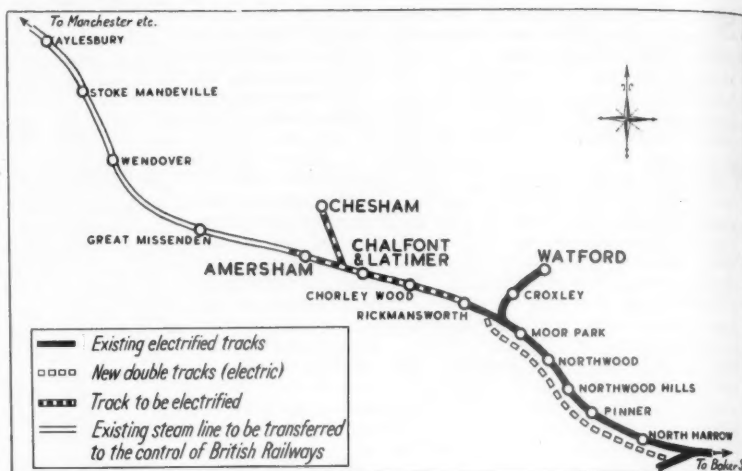 To Manchester etc.
AYLESBURY
STOKE MANDEVILLE
WENDOVER
GREAT MISSENDEN
CHESHAM
AMERSHAM
CHALFONT
& LATIMER
CHORLEY WOOD
RICKMANSWORTH
WATFORD
CROXLEY
MOOR PARK
NORTHWOOD
NORTHWOOD HILLS
PINNER
NORTH HARROW
To Baker
Existing electrified tracks
New double tracks (electric)
Track to be electrified
Existing steam line to be transferred
to the control of British Railways